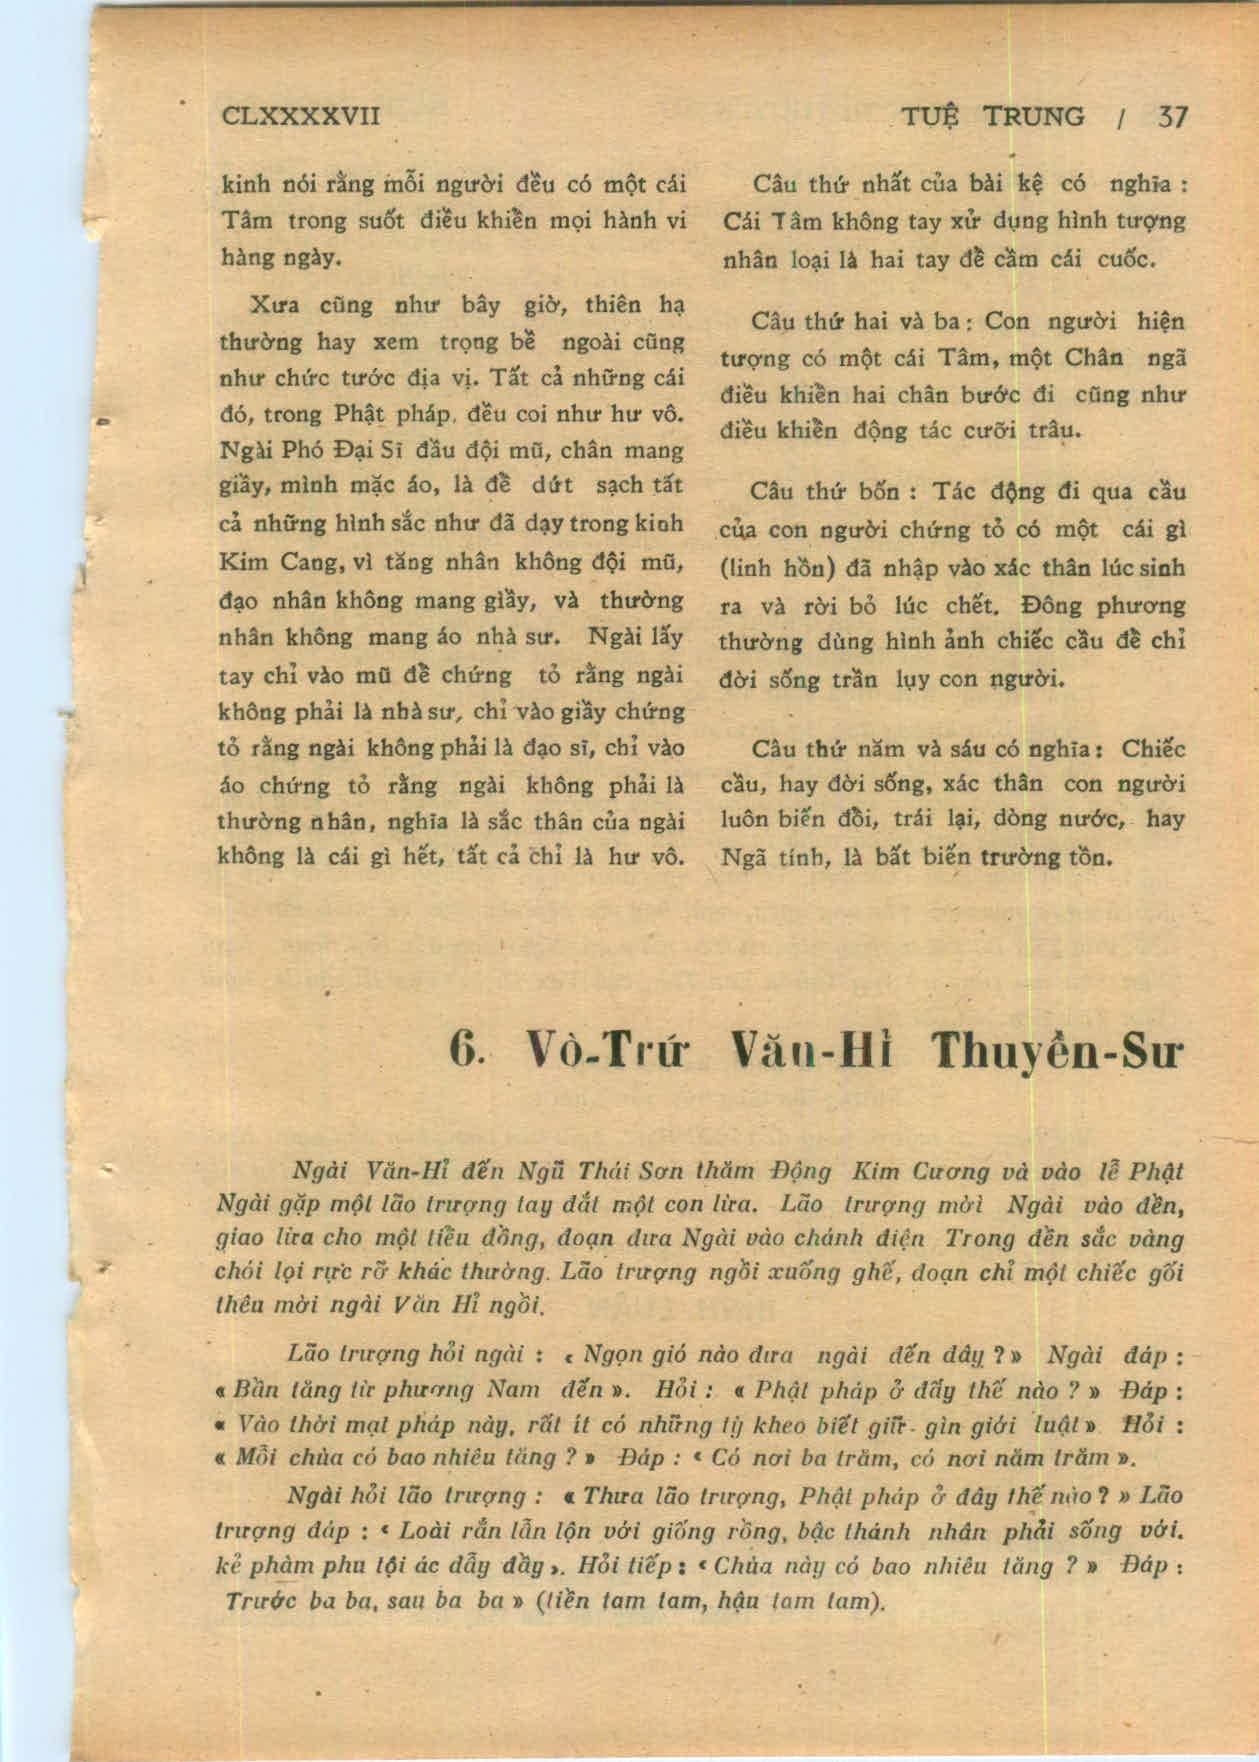 CLXXXXVII
TUỆ TRUNG / 37
kinh nói rằng mỗi người đều có một cái
Tâm trong suốt điều khiển mọi hành vi
hàng ngày.
Xưa cũng như bây giờ, thiên hạ
thường hay xem trọng bề ngoài cũng
như chức tước địa vị. Tất cả những cái
đó, trong Phật pháp, đều coi như hư vô.
Ngài Phó Đại Sĩ đầu đội mũ, chân mang
giầy, mình mặc áo, là để dứt sạch tất
cả những hình sắc như đã dạy trong kinh
Kim Cang, vì tăng nhân không đội mũ,
đạo nhân không mang giầy, và thường
nhân không mang áo nhà sư. Ngài lấy
tay chỉ vào mũ để chứng tỏ rằng ngài
không phải là nhà sư, chỉ vào giầy chứng
tỏ rằng ngài không phải là đạo sĩ, chỉ vào
áo chứng tỏ rằng ngài không phải là
thường nhân, nghĩa là sắc thân của ngài
không là cái gì hết, tất cả chỉ là hư vô.
Câu thứ nhất của bài kệ có nghĩa :
Cái Tâm không tay xử dụng hình tượng
nhân loại là hai tay để cầm cái cuốc.
Câu thứ hai và ba : Con người hiện
tượng có một cái Tâm, một Chân ngã
điều khiển hai chân bước đi cũng như
điều khiển động tác cưỡi trâu.
Câu thứ bốn : Tác động đi qua cầu
của con người chứng tỏ có một cái gì
(linh hồn) đã nhập vào xác thân lúc sinh
ra và rời bỏ lúc chết. Đông phương
thường dùng hình ảnh chiếc cầu để chỉ
đời sống trần lụy con người.
Câu thứ năm và sáu có nghĩa : Chiếc
cầu, hay đời sống, xác thân con người
luôn biến đổi, trái lại, dòng nước, hay
Ngã tính, là bất biến trường tồn.
6. Vò-Trứ Văn-Hỉ Thuyền-Sư
Ngài Văn-Hỉ đến Ngũ Thái Sơn thăm Động Kim Cương và vào lễ Phật
Ngài gặp một lão trượng tay dắt một con lừa. Lão trượng mời Ngài vào đền,
giao lừa cho một tiểu đồng, đoạn đưa Ngài vào chánh điện Trong đền sắc vàng
chói lọi rực rỡ khác thường. Lão trượng ngồi xuống ghế, đoạn chỉ một chiếc gối
thêu mời ngài Văn Hỉ ngồi.
Lão trượng hỏi ngài : « Ngọn gió nào đưa ngài đến đây ? » Ngài đáp :
« Bần tăng từ phương Nam đến ». Hỏi : « Phật pháp ở đấy thế nào ? » Đáp :
« Vào thời mạt pháp này, rất ít có những tỳ kheo biết giữ gìn giới luật » Hỏi :
« Mỗi chùa có bao nhiêu tăng ? » Đáp : ‹ Có nơi ba trăm, có nơi năm trăm ».
Ngài hỏi lão trượng : « Thưa lão trượng, Phật pháp ở đây thế nào ? » Lão
trượng đáp : ‹ Loài rắn lẫn lộn với giống rồng, bậc thánh nhân phải sống với.
kẻ phàm phu tội ác dẫy đầy ›. Hỏi tiếp : ‹ Chùa này có bao nhiêu tăng ? » Đáp :
Trước ba ba, sau ba ba » (tiền tam tam, hậu tam tam).